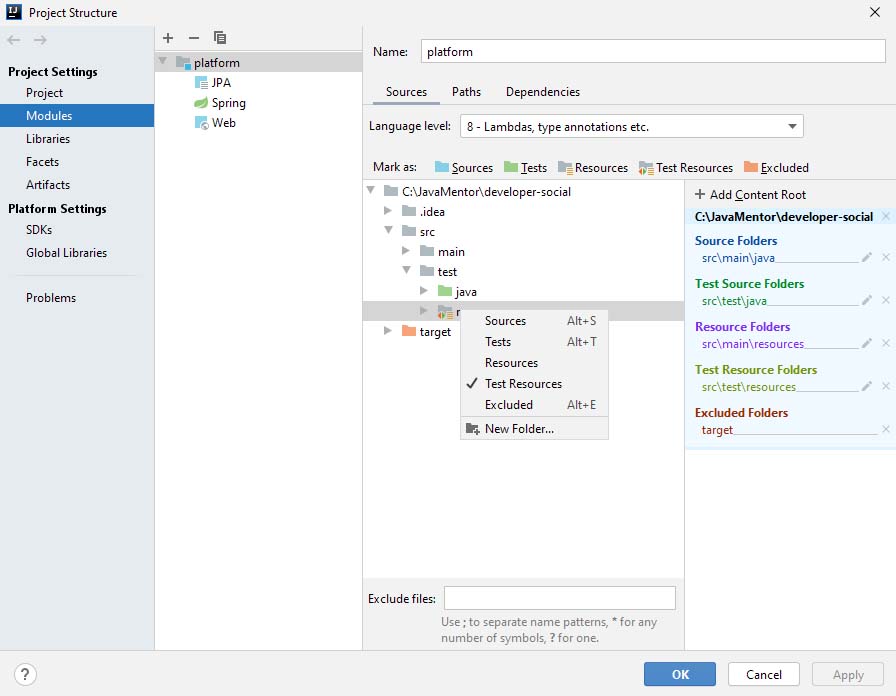 Project Structure
Project Settings
Project
Modules
Libraries
Facets
Artifacts
Platform Settings
SDKs
Global Libraries
Problems
platform
JPA
Spring
Web
Name: platform
Sources Paths Dependencies
Language level: 8 - Lambdas, type annotations etc.
Mark as: Sources Tests Resources Test Resources Excluded
C:\JavaMentor\developer-social
.idea
src
main
test
java
target
Sources Alt+S
Tests Alt+T
Resources
Test Resources
Excluded Alt+E
New Folder...
Add Content Root
C:\JavaMentor\developer-social
Source Folders
src\main\java
Test Source Folders
src\test\java
Resource Folders
src\main\resources
Test Resource Folders
src\test\resources
Excluded Folders
target
Exclude files:
Use ; to separate name patterns, * for any
number of symbols, ? for one.
? OK Cancel Apply